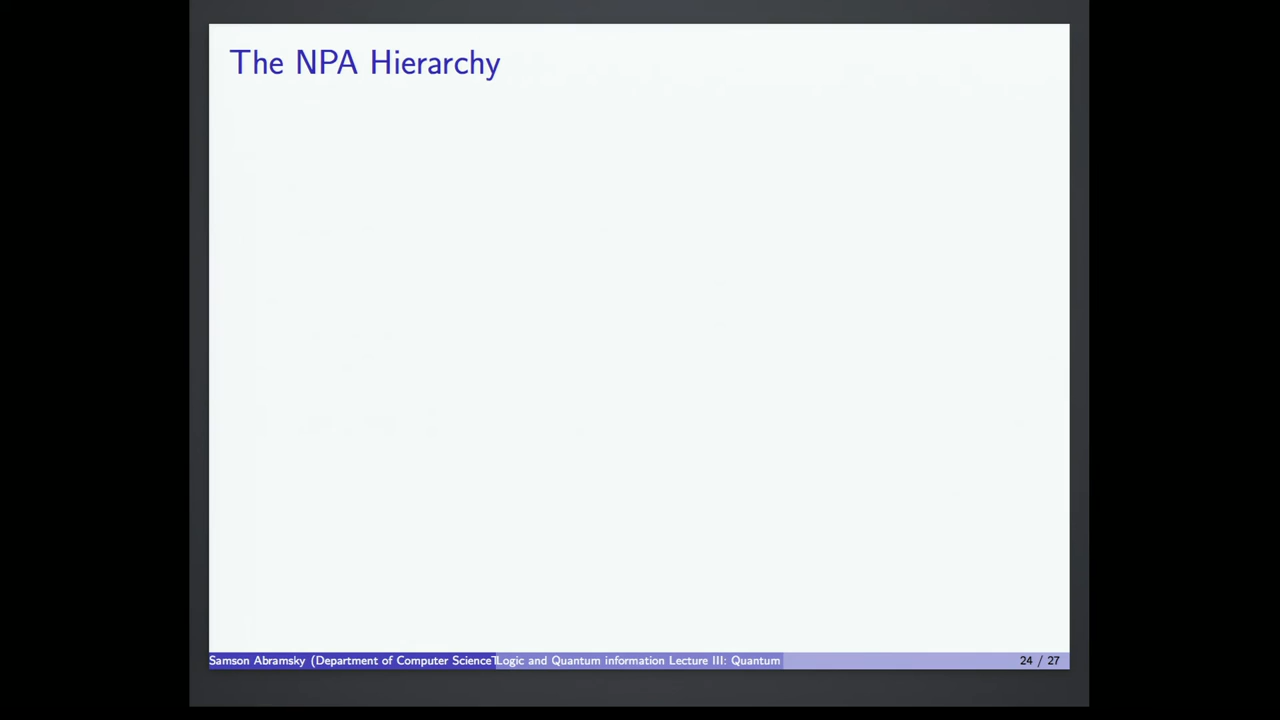 The NPA Hierarchy
Samson Abramsky (Department of Computer Science Logic and Quantum information Lecture III: Quantum 24 / 27